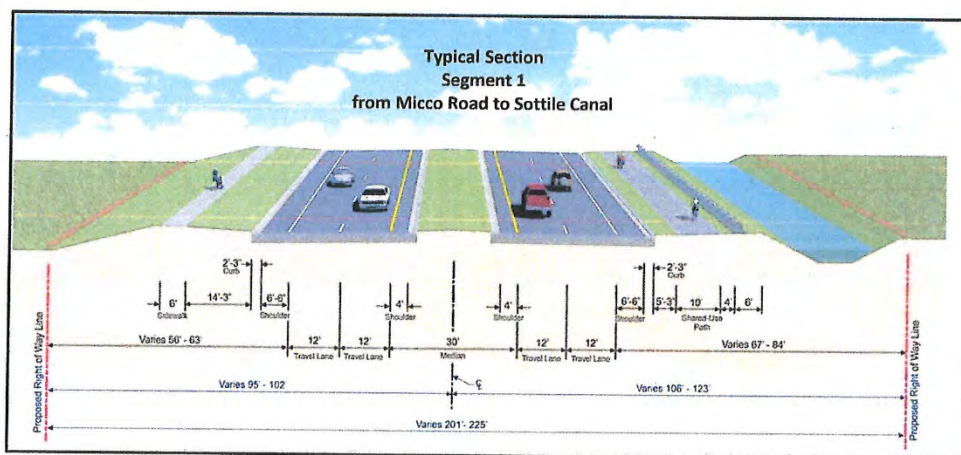 Typical Section
Segment 1
from Micco Road to Sottile Canal
2'-3"
Curb
2'-3"
Curb
6'
Sidewalk
14'-3"
6'-6"
Shoulder
4'
Shoulder
4'
Shoulder
6'-6"
Shoulder
5'-3"
10'
Shared-Use
Path
4'
6'
Varies 56' - 63'
12'
Travel Lane
12'
Travel Lane
30'
Median
12'
Travel Lane
12'
Travel Lane
Varies 67' - 84'
Varies 95' - 102'
℄
Varies 106' - 123'
Varies 201'- 225'
Proposed Right of Way Line
Proposed Right of Way Line